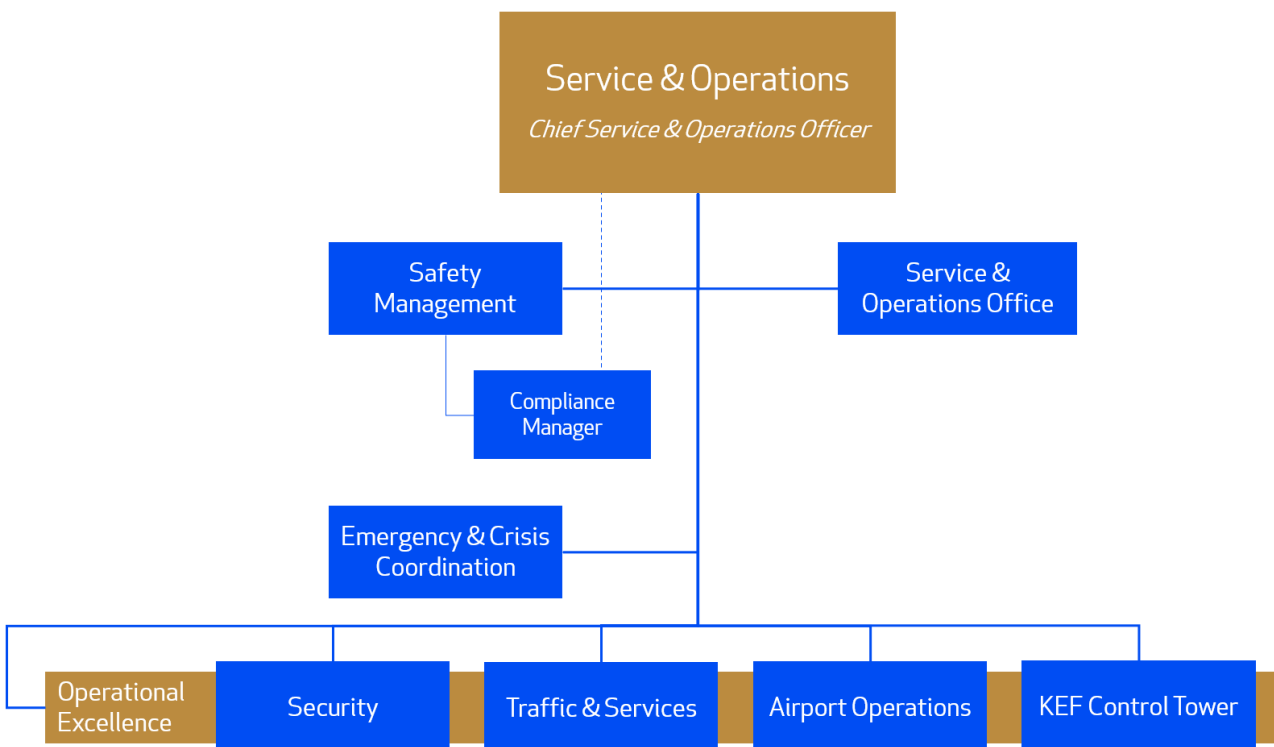 Service & Operations
Chief Service & Operations Officer
Safety
Management
Service &
Operations Office
Compliance
Manager
Emergency & Crisis
Coordination
Operational
Excellence
Security
Traffic & Services
Airport Operations
KEF Control Tower